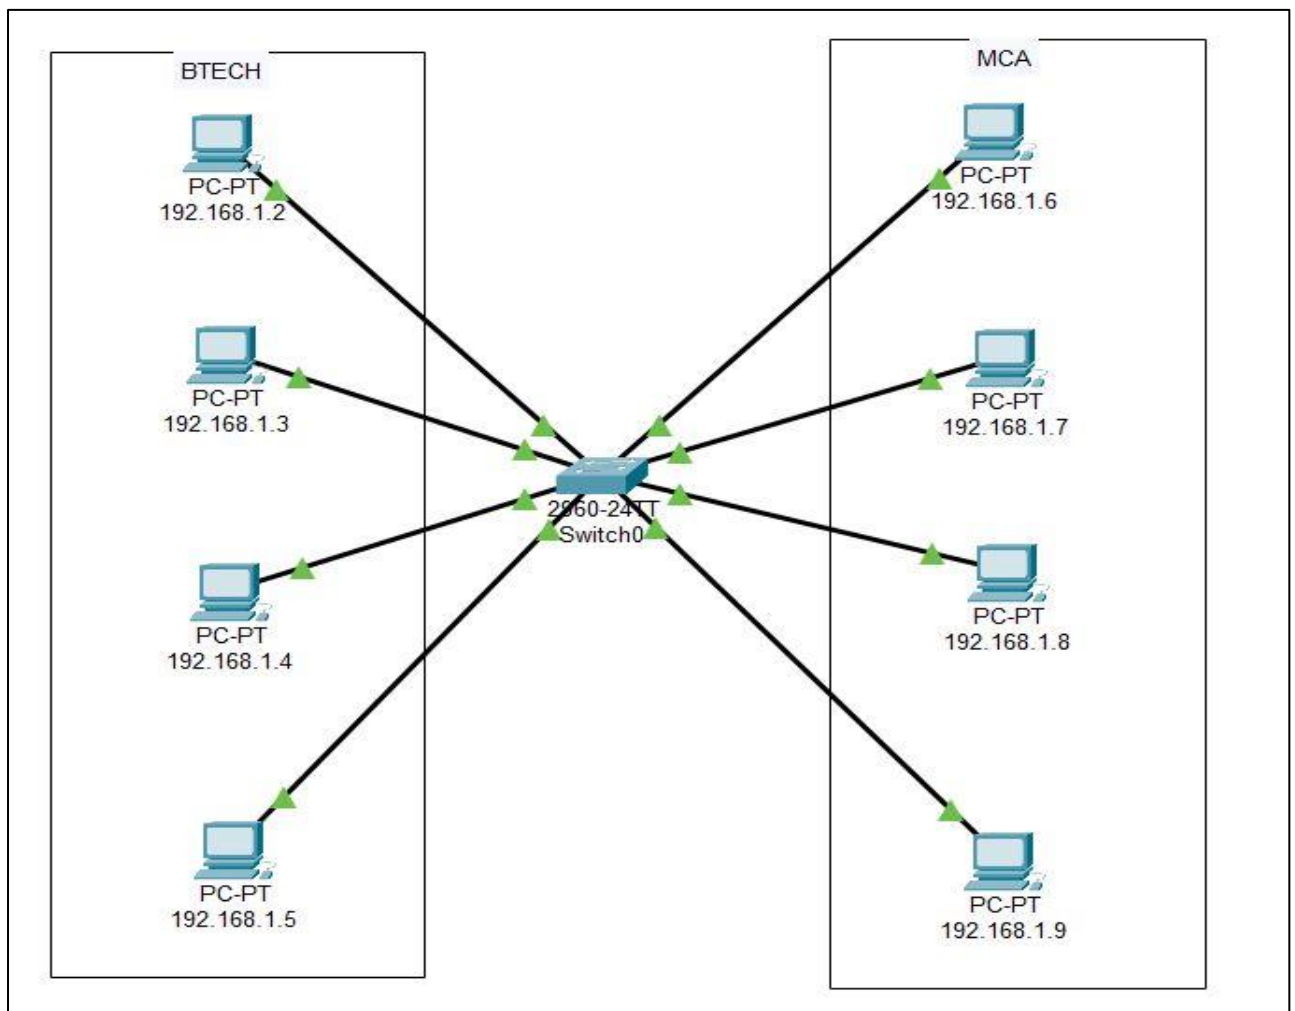 BTECH
PC-PT
192.168.1.2
PC-PT
192.168.1.3
PC-PT
192.168.1.4
PC-PT
192.168.1.5
2960-24TT
Switch0
MCA
PC-PT
192.168.1.6
PC-PT
192.168.1.7
PC-PT
192.168.1.8
PC-PT
192.168.1.9